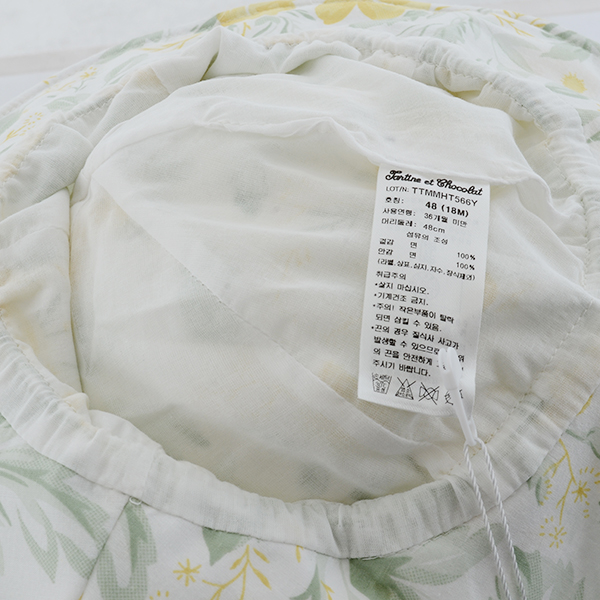 Tartine et Chocolat
LOT/N: TTMMHT566Y
호칭: 48 (18M)
사용연령: 36개월 미만
머리둘레: 48cm
섬유의 조성
겉감 면 100%
안감 면 100%
(라벨,상표,심지,자수,장식제외)
취급주의
•삶지 마십시오.
•기계건조 금지.
•주의! 작은부품이 탈락
되면 삼킬 수 있음.
•끈의 경우 질식사 사고가
발생할 수 있으므로
의 끈을 안전하게
주시기 바랍니다.